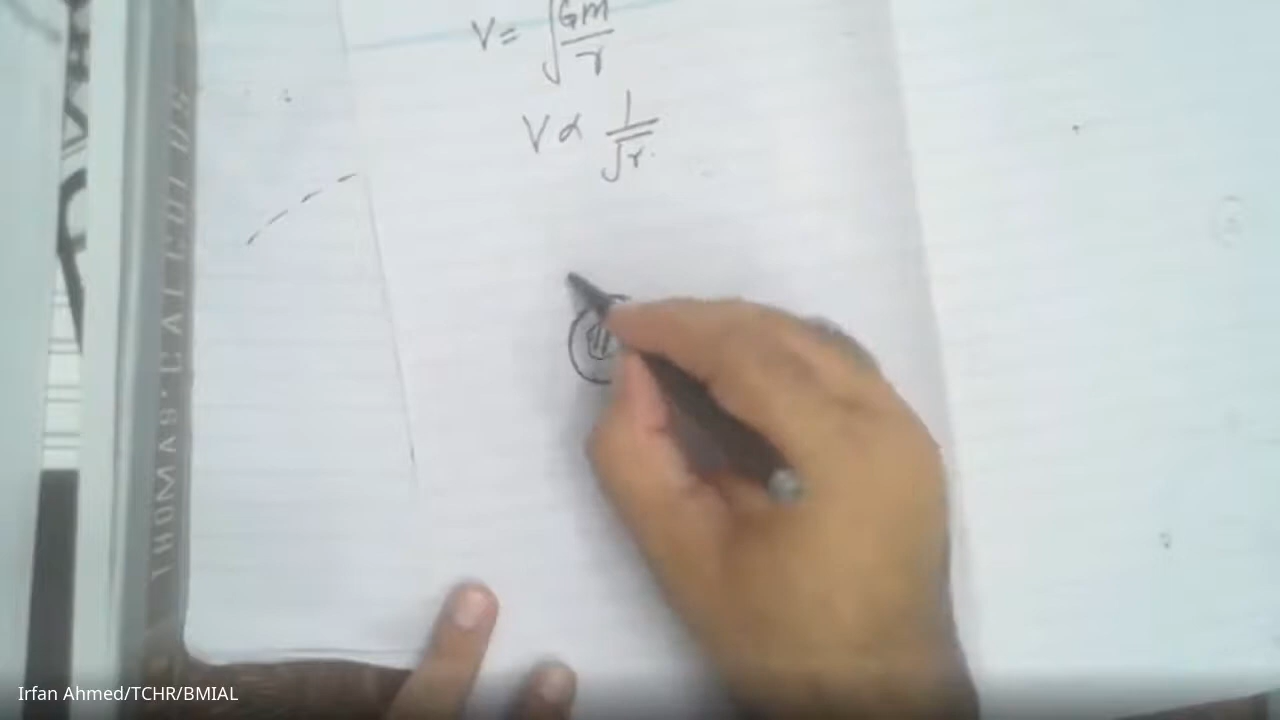 V = √(Gm/r)
V ∝ 1/√r.
THOMAS' CALCULUS
Irfan Ahmed/TCHR/BMIAL